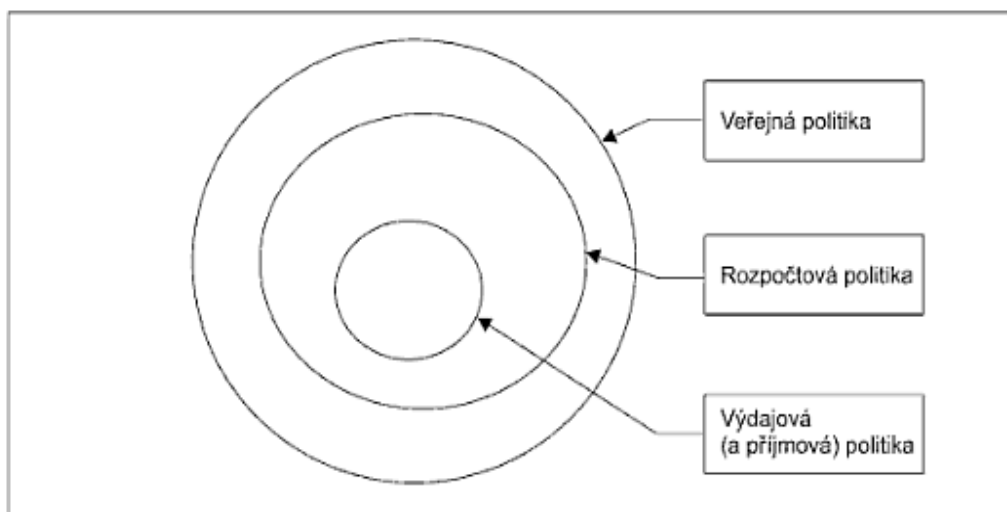 Veřejná politika
Rozpočtová politika
Výdajová
(a příjmová) politika